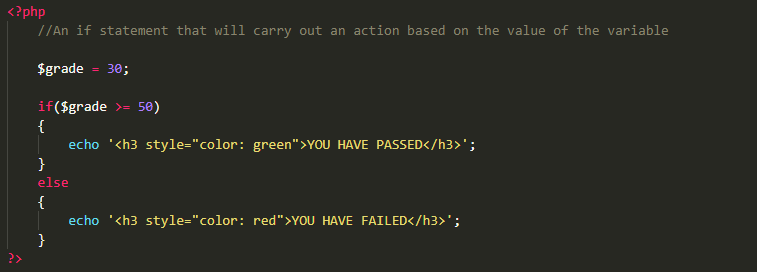 <?php
//An if statement that will carry out an action based on the value of the variable
$grade = 30;
if($grade >= 50)
{
echo '<h3 style="color: green">YOU HAVE PASSED</h3>';
}
else
{
echo '<h3 style="color: red">YOU HAVE FAILED</h3>';
}
?>